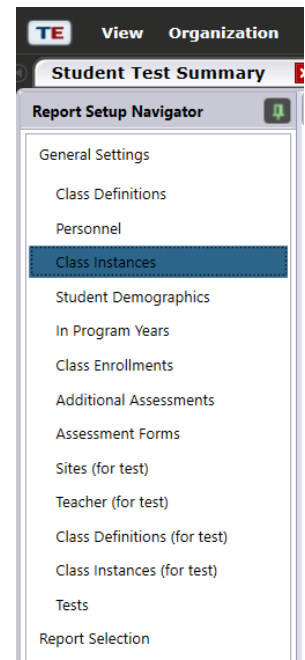 TE View Organization
Student Test Summary
Report Setup Navigator
General Settings
Class Definitions
Personnel
Class Instances
Student Demographics
In Program Years
Class Enrollments
Additional Assessments
Assessment Forms
Sites (for test)
Teacher (for test)
Class Definitions (for test)
Class Instances (for test)
Tests
Report Selection